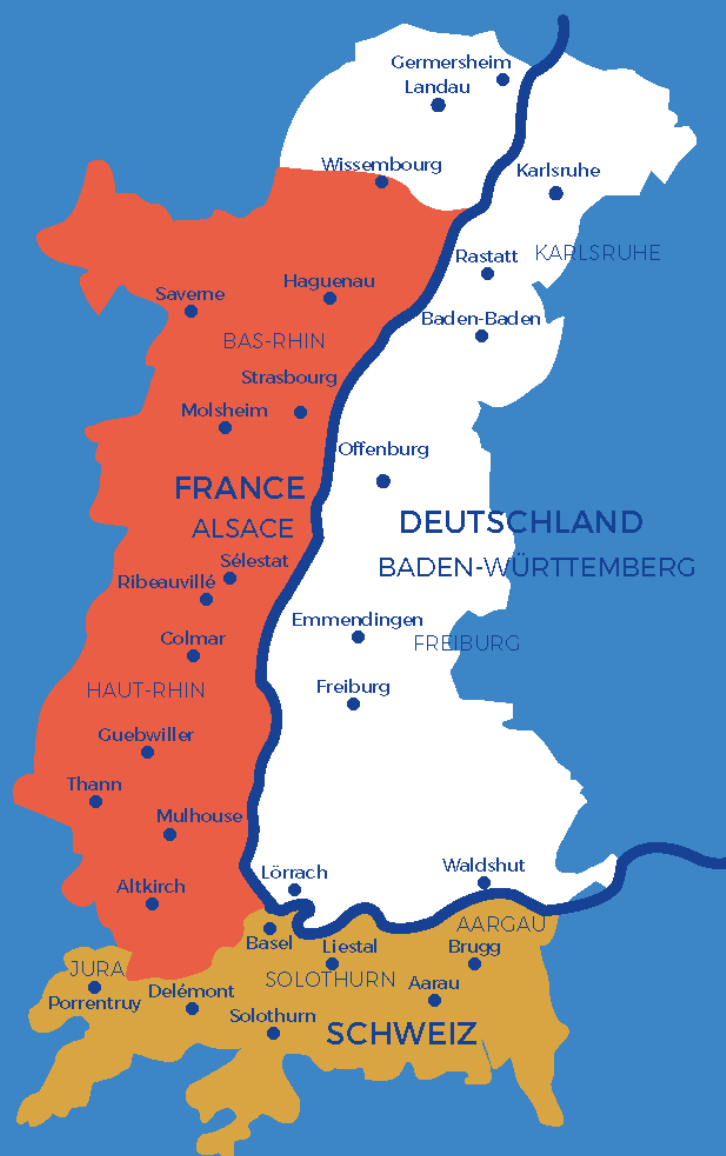 Germersheim
Landau
Wissembourg
Karlsruhe
Rastatt
KARLSRUHE
Haguenau
Saverne
Baden-Baden
BAS-RHIN
Strasbourg
Molsheim
Offenburg
FRANCE
DEUTSCHLAND
ALSACE
BADEN-WÜRTTEMBERG
Sélestat
Ribeauvillé
Emmendingen
Colmar
FREIBURG
HAUT-RHIN
Freiburg
Guebwiller
Thann
Mulhouse
Lörrach
Waldshut
Altkirch
AARGAU
Basel
Liestal
Brugg
JURA
SOLOTHURN
Aarau
Porrentruy
Delémont
Solothurn
SCHWEIZ